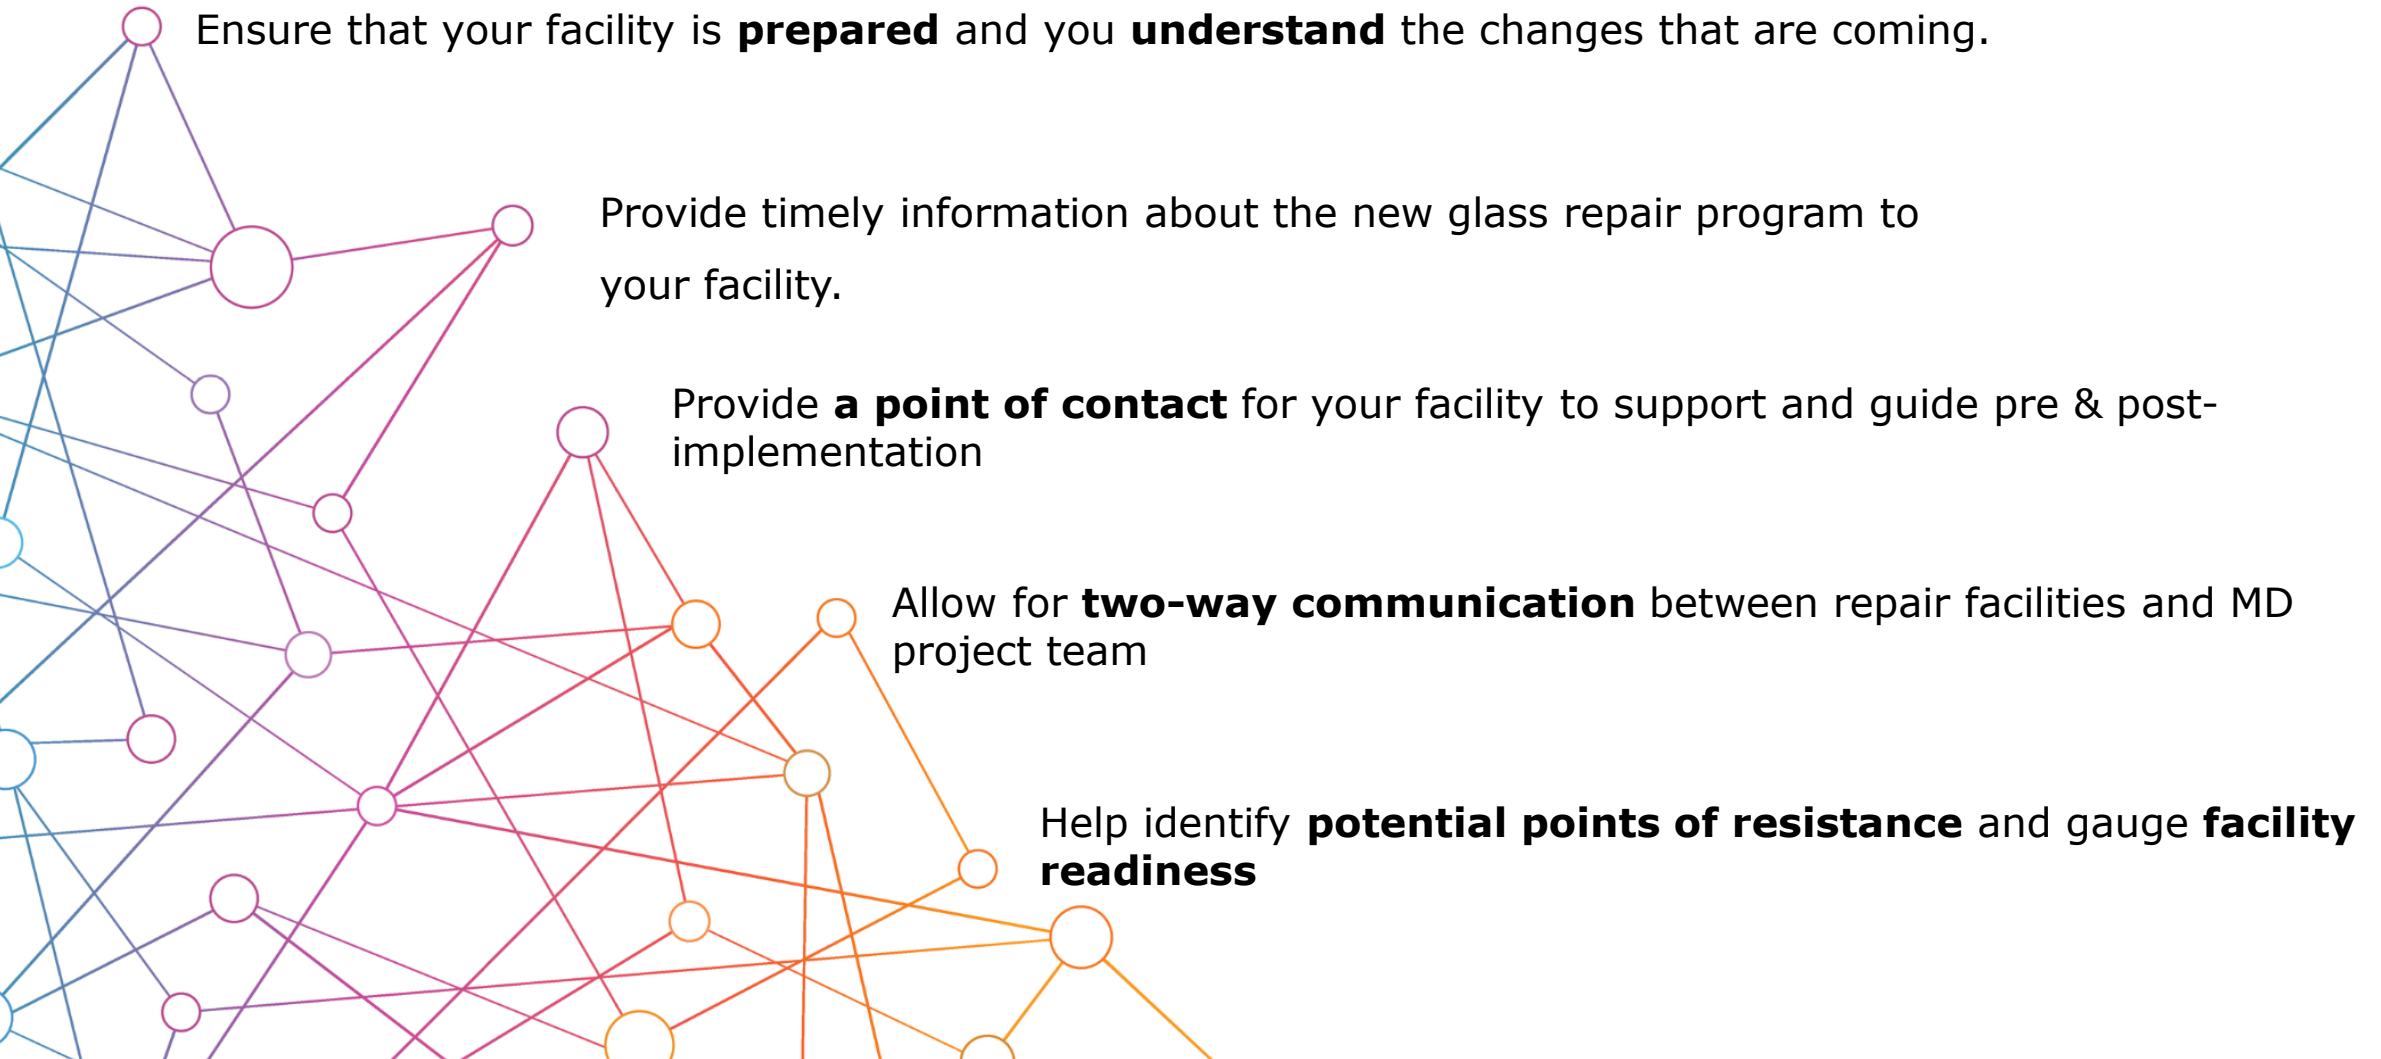 Ensure that your facility is prepared and you understand the changes that are coming.
Provide timely information about the new glass repair program to
your facility.
Provide a point of contact for your facility to support and guide pre & post-
implementation
Allow for two-way communication between repair facilities and MD
project team
Help identify potential points of resistance and gauge facility
readiness